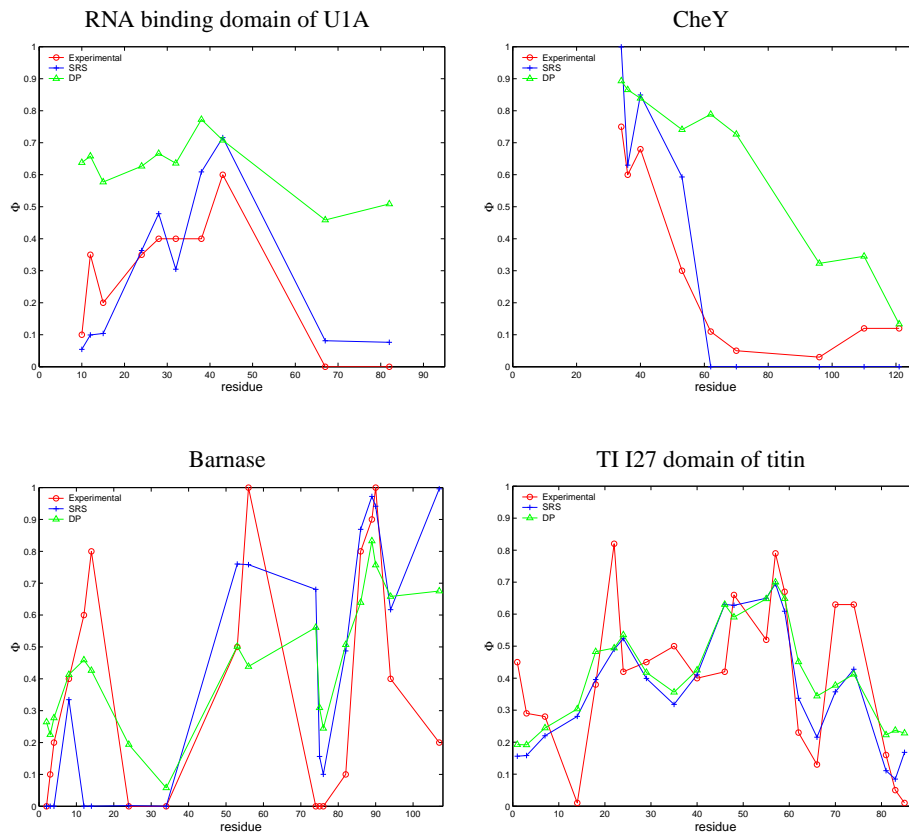 RNA binding domain of U1A
CheY
1
0.9
0.8
0.7
0.6
0.5
0.4
0.3
0.2
0.1
0
Φ
Experimental
SRS
DP
0 10 20 30 40 50 60 70 80 90
residue
1
0.9
0.8
0.7
0.6
0.5
0.4
0.3
0.2
0.1
0
Φ
Experimental
SRS
DP
0 20 40 60 80 100 120
residue
Barnase
TI I27 domain of titin
1
0.9
0.8
0.7
0.6
0.5
0.4
0.3
0.2
0.1
0
Φ
Experimental
SRS
DP
0 10 20 30 40 50 60 70 80 90 100
residue
1
0.9
0.8
0.7
0.6
0.5
0.4
0.3
0.2
0.1
0
Φ
Experimental
SRS
DP
0 10 20 30 40 50 60 70 80
residue